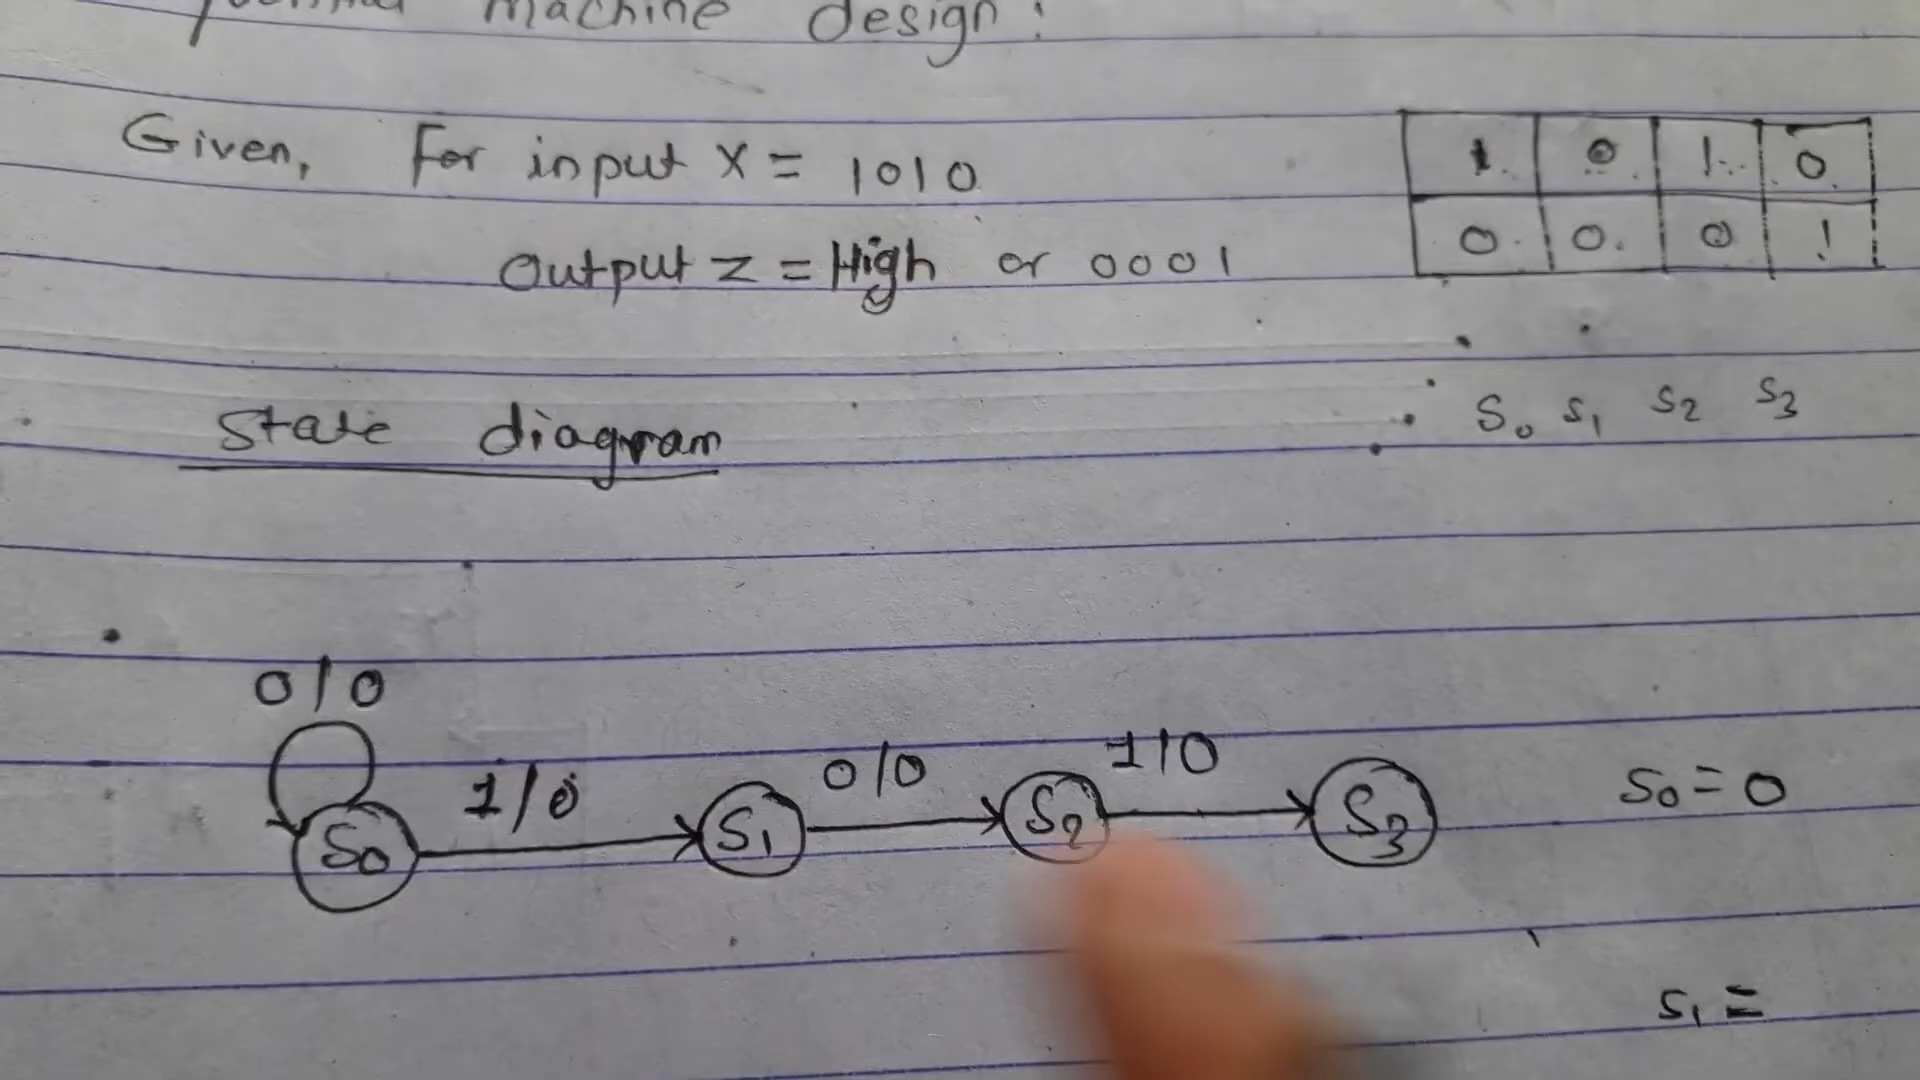 machine design:
Given, For input X = 1010
Output Z = High or 0001
1 0 1 0
0 0 0 1
S0 S1 S2 S3
State diagram
0/0
1/0 0/0 1/0
S0 S1 S2 S3
S0 = 0
S1 =